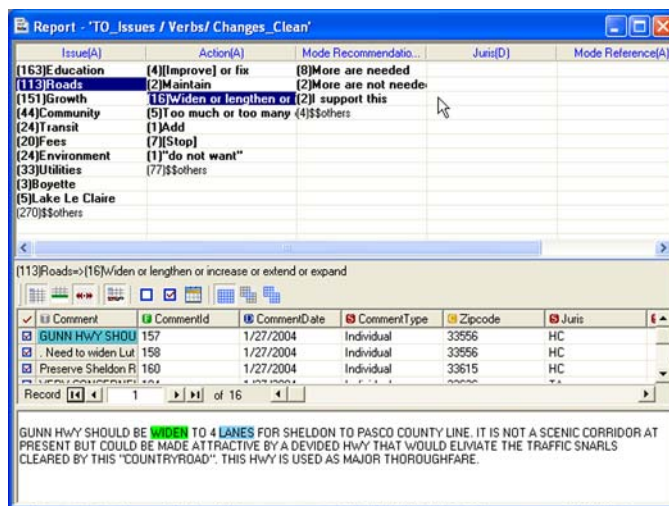 Report - 'TO_Issues / Verbs/ Changes_Clean'
Issue(A) Action(A) Mode Recommendatio... Juris(D) Mode Reference(A)
(163)Education (4)[Improve] or fix (8)More are needed
(113)Roads (2)Maintain (2)More are not neede
(151)Growth (16)Widen or lengthen or (2)I support this
(44)Community (5)Too much or too many (4)$$others
(24)Transit (1)Add
(20)Fees (7)[Stop]
(24)Environment (1)"do not want"
(33)Utilities (77)$$others
(3)Boyette
(5)Lake Le Claire
(270)$$others
(113)Roads=>(16)Widen or lengthen or increase or extend or expand
Comment CommentId CommentDate CommentType Zipcode Juris
GUNN HWY SHOU 157 1/27/2004 Individual 33556 HC
. Need to widen Lut 158 1/27/2004 Individual 33556 HC
Preserve Sheldon R 160 1/27/2004 Individual 33615 HC
Record 1 of 16
GUNN HWY SHOULD BE WIDEN TO 4 LANES FOR SHELDON TO PASCO COUNTY LINE. IT IS NOT A SCENIC CORRIDOR AT
PRESENT BUT COULD BE MADE ATTRACTIVE BY A DEVIDED HWY THAT WOULD ELIVIATE THE TRAFFIC SNARLS
CLEARED BY THIS "COUNTRYROAD". THIS HWY IS USED AS MAJOR THOROUGHFARE.